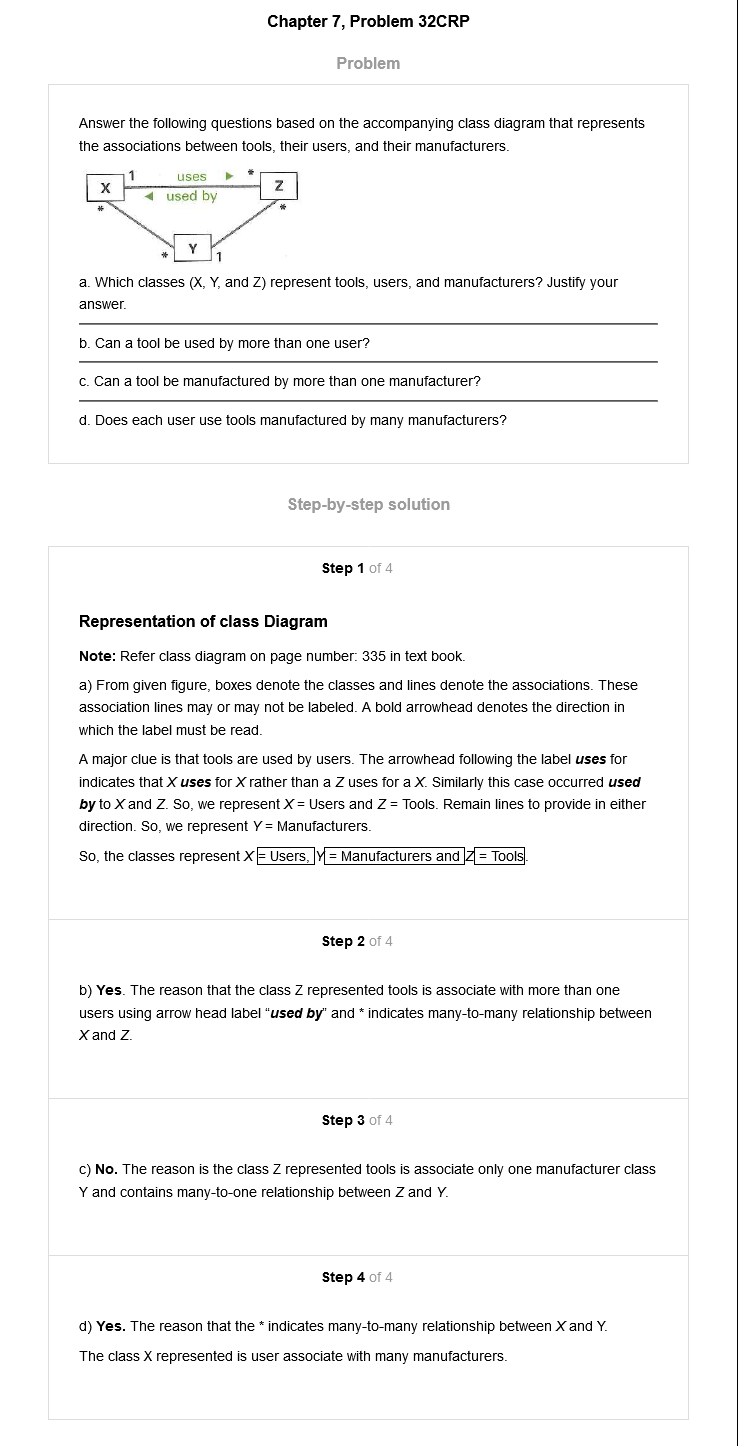 Chapter 7, Problem 32CRP
Problem
Answer the following questions based on the accompanying class diagram that represents
the associations between tools, their users, and their manufacturers.
1 uses ► *
X Z
◄ used by
* *
* Y 1
a. Which classes (X, Y, and Z) represent tools, users, and manufacturers? Justify your
answer.
b. Can a tool be used by more than one user?
c. Can a tool be manufactured by more than one manufacturer?
d. Does each user use tools manufactured by many manufacturers?
Step-by-step solution
Step 1 of 4
Representation of class Diagram
Note: Refer class diagram on page number: 335 in text book.
a) From given figure, boxes denote the classes and lines denote the associations. These
association lines may or may not be labeled. A bold arrowhead denotes the direction in
which the label must be read.
A major clue is that tools are used by users. The arrowhead following the label uses for
indicates that X uses for X rather than a Z uses for a X. Similarly this case occurred used
by to X and Z. So, we represent X = Users and Z = Tools. Remain lines to provide in either
direction. So, we represent Y = Manufacturers.
So, the classes represent X = Users, Y = Manufacturers and Z = Tools.
Step 2 of 4
b) Yes. The reason that the class Z represented tools is associate with more than one
users using arrow head label “used by” and * indicates many-to-many relationship between
X and Z.
Step 3 of 4
c) No. The reason is the class Z represented tools is associate only one manufacturer class
Y and contains many-to-one relationship between Z and Y.
Step 4 of 4
d) Yes. The reason that the * indicates many-to-many relationship between X and Y.
The class X represented is user associate with many manufacturers.